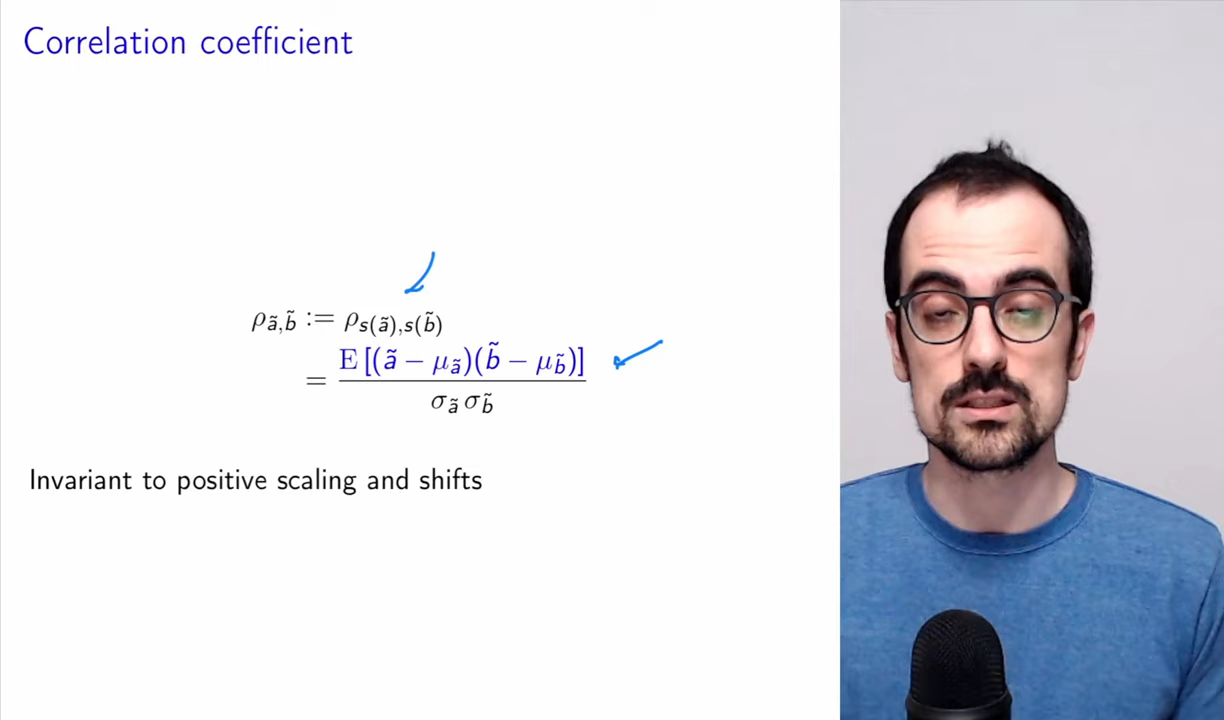 Correlation coefficient
ρ_{ã,b̃} := ρ_{s(ã),s(b̃)}
= E[(ã − μ_ã)(b̃ − μ_b̃)] / σ_ã σ_b̃
Invariant to positive scaling and shifts